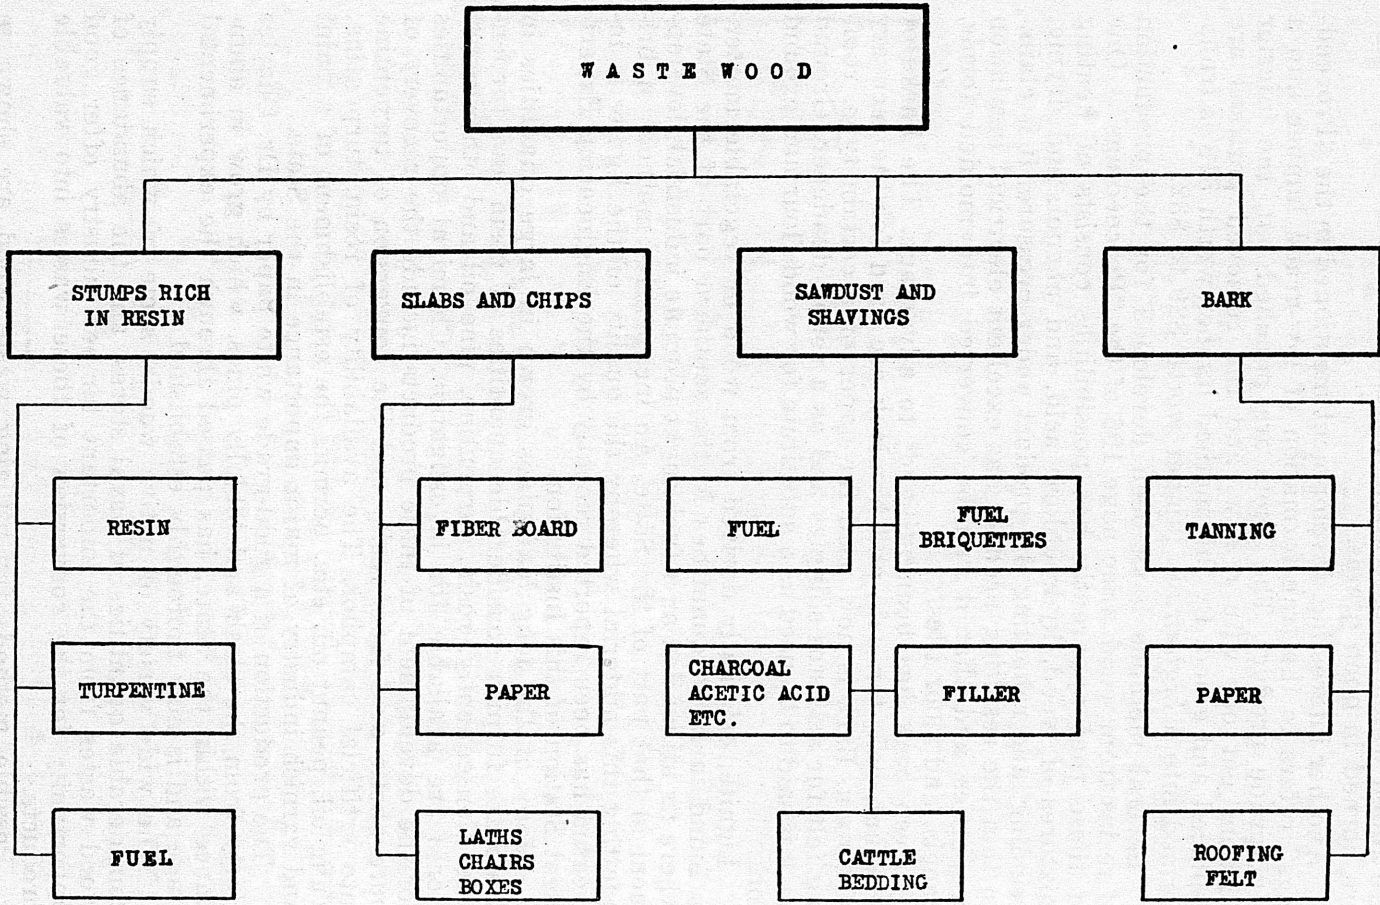 WASTE WOOD
STUMPS RICH
IN RESIN
SLABS AND CHIPS
SAWDUST AND
SHAVINGS
BARK
RESIN
TURPENTINE
FUEL
FIBER BOARD
PAPER
LATHS
CHAIRS
BOXES
FUEL
FUEL
BRIQUETTES
CHARCOAL
ACETIC ACID
ETC.
FILLER
CATTLE
BEDDING
TANNING
PAPER
ROOFING
FELT